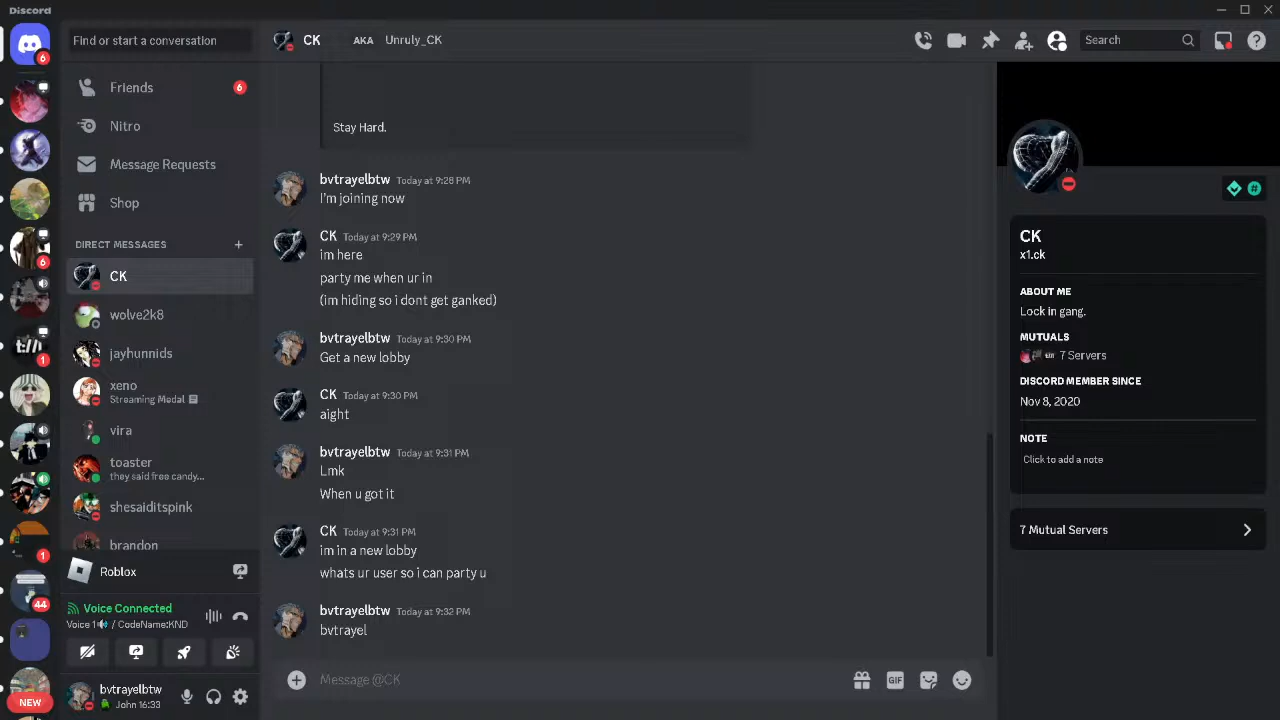 Discord
Find or start a conversation
CK AKA Unruly_CK
Search
6
Friends 6
Nitro
Message Requests
Shop
DIRECT MESSAGES +
CK
wolve2k8
jayhunnids
xeno
Streaming Medal
vira
toaster
they said free candy...
shesaiditspink
brandon
6
1
1
44
NEW
Roblox
Voice Connected
Voice 1 / CodeName:KND
bvtrayelbtw
John 16:33
Stay Hard.
bvtrayelbtw Today at 9:28 PM
I'm joining now
CK Today at 9:29 PM
im here
party me when ur in
(im hiding so i dont get ganked)
bvtrayelbtw Today at 9:30 PM
Get a new lobby
CK Today at 9:30 PM
aight
bvtrayelbtw Today at 9:31 PM
Lmk
When u got it
CK Today at 9:31 PM
im in a new lobby
whats ur user so i can party u
bvtrayelbtw Today at 9:32 PM
bvtrayel
Message @CK
GIF
CK
x1.ck
ABOUT ME
Lock in gang.
MUTUALS
7 Servers
DISCORD MEMBER SINCE
Nov 8, 2020
NOTE
Click to add a note
7 Mutual Servers